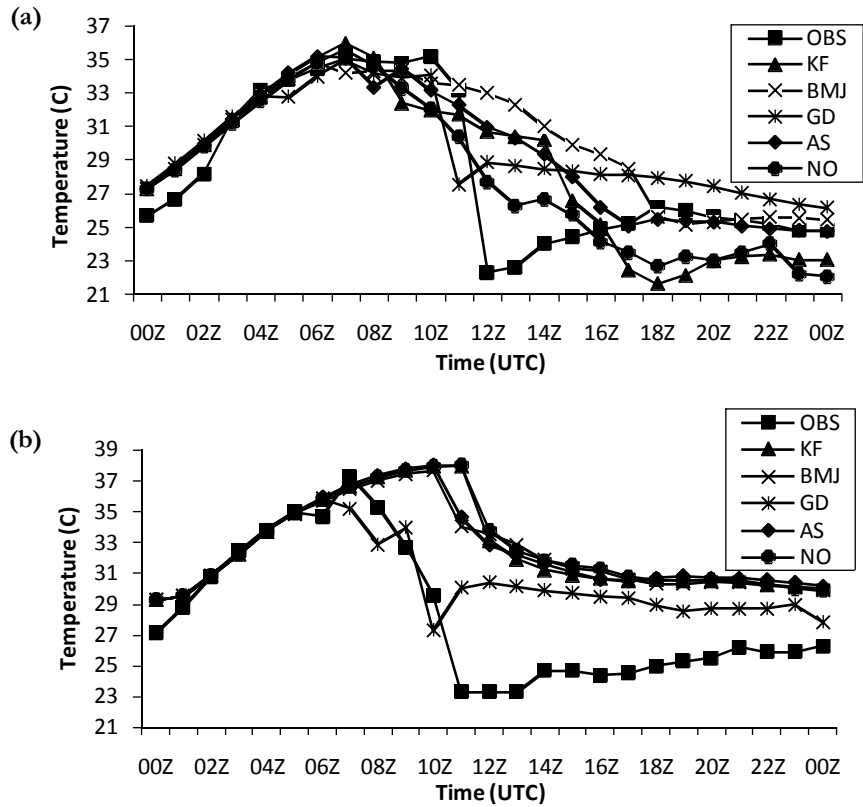 (a)
37
35
33
31
29
27
25
23
21
Temperature (C)
00Z 02Z 04Z 06Z 08Z 10Z 12Z 14Z 16Z 18Z 20Z 22Z 00Z
Time (UTC)
OBS
KF
BMJ
GD
AS
NO
(b)
39
37
35
33
31
29
27
25
23
21
Temperature (C)
00Z 02Z 04Z 06Z 08Z 10Z 12Z 14Z 16Z 18Z 20Z 22Z 00Z
Time (UTC)
OBS
KF
BMJ
GD
AS
NO